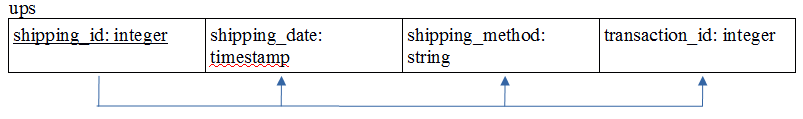 ups
shipping_id: integer
shipping_date:
timestamp
shipping_method:
string
transaction_id: integer